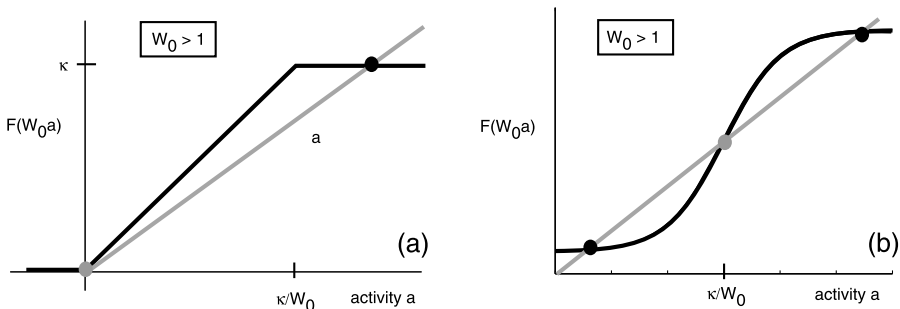 W₀ > 1
κ
F(W₀a)
a
(a)
κ/W₀
activity a
W₀ > 1
F(W₀a)
(b)
κ/W₀
activity a